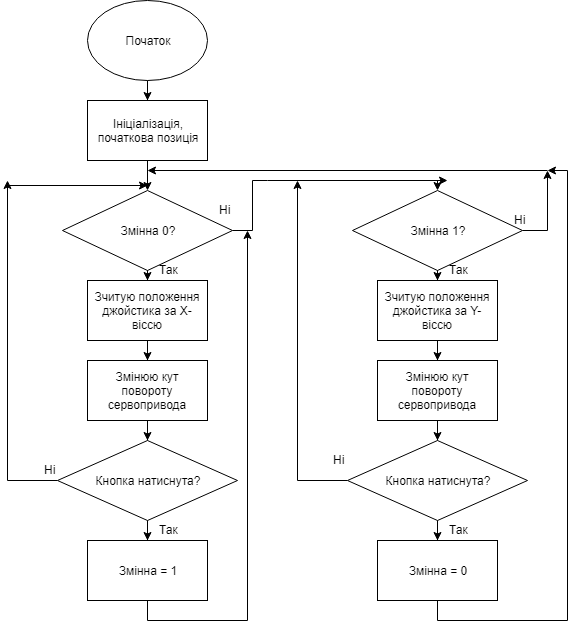 Початок
Ініціалізація,
початкова позиція
Змінна 0?
Ні
Так
Зчитую положення
джойстика за X-
віссю
Змінюю кут
повороту
сервопривода
Кнопка натиснута?
Ні
Так
Змінна = 1
Змінна 1?
Ні
Так
Зчитую положення
джойстика за Y-
віссю
Змінюю кут
повороту
сервопривода
Кнопка натиснута?
Ні
Так
Змінна = 0